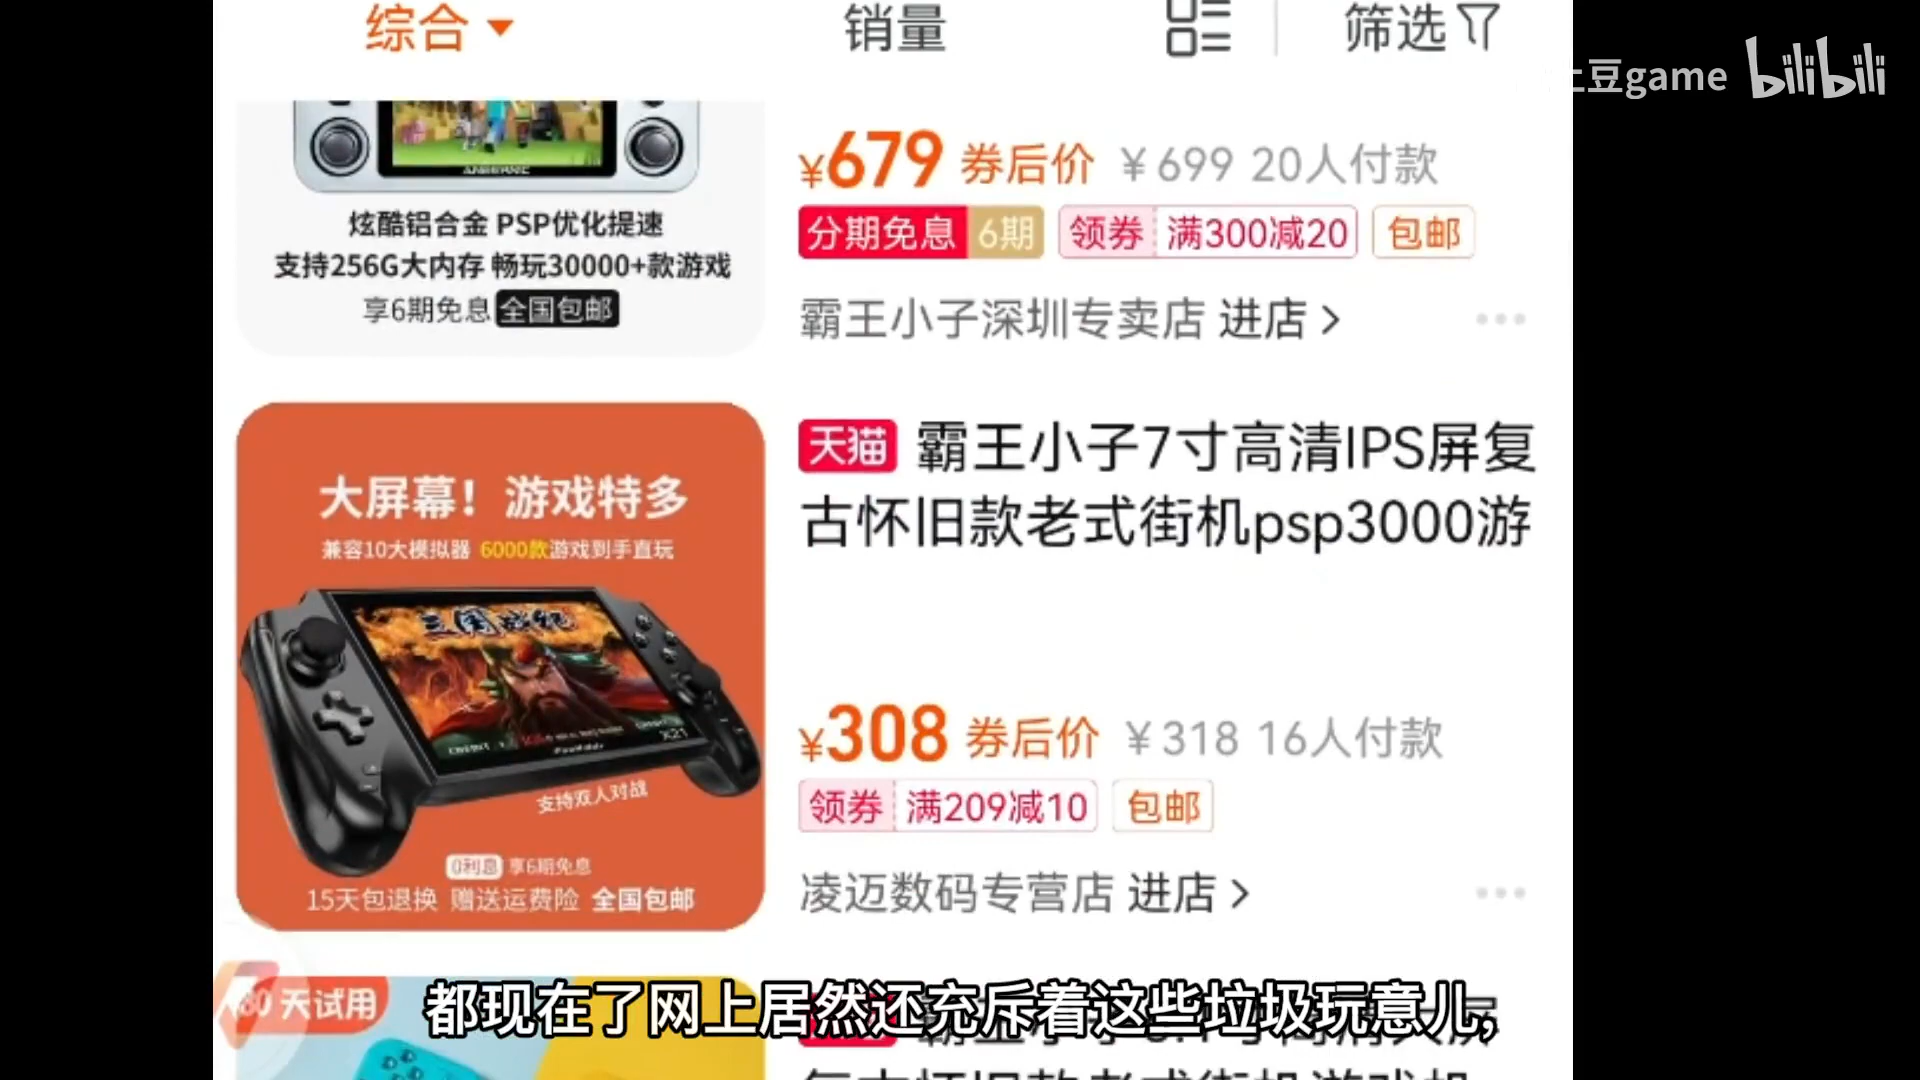 综合
销量
筛选
土豆game bilibili
ANBERNIC
炫酷铝合金 PSP优化提速
支持256G大内存 畅玩30000+款游戏
享6期免息 全国包邮
¥679 券后价 ¥699 20人付款
分期免息 6期 领券 满300减20 包邮
霸王小子深圳专卖店 进店 >
大屏幕！游戏特多
兼容10大模拟器 6000款游戏到手直玩
三国战纪
X21
支持双人对战
0利息 享6期免息
15天包退换 赠送运费险 全国包邮
天猫 霸王小子7寸高清IPS屏复
古怀旧款老式街机psp3000游
¥308 券后价 ¥318 16人付款
领券 满209减10 包邮
凌迈数码专营店 进店 >
天试用
都现在了网上居然还充斥着这些垃圾玩意儿,